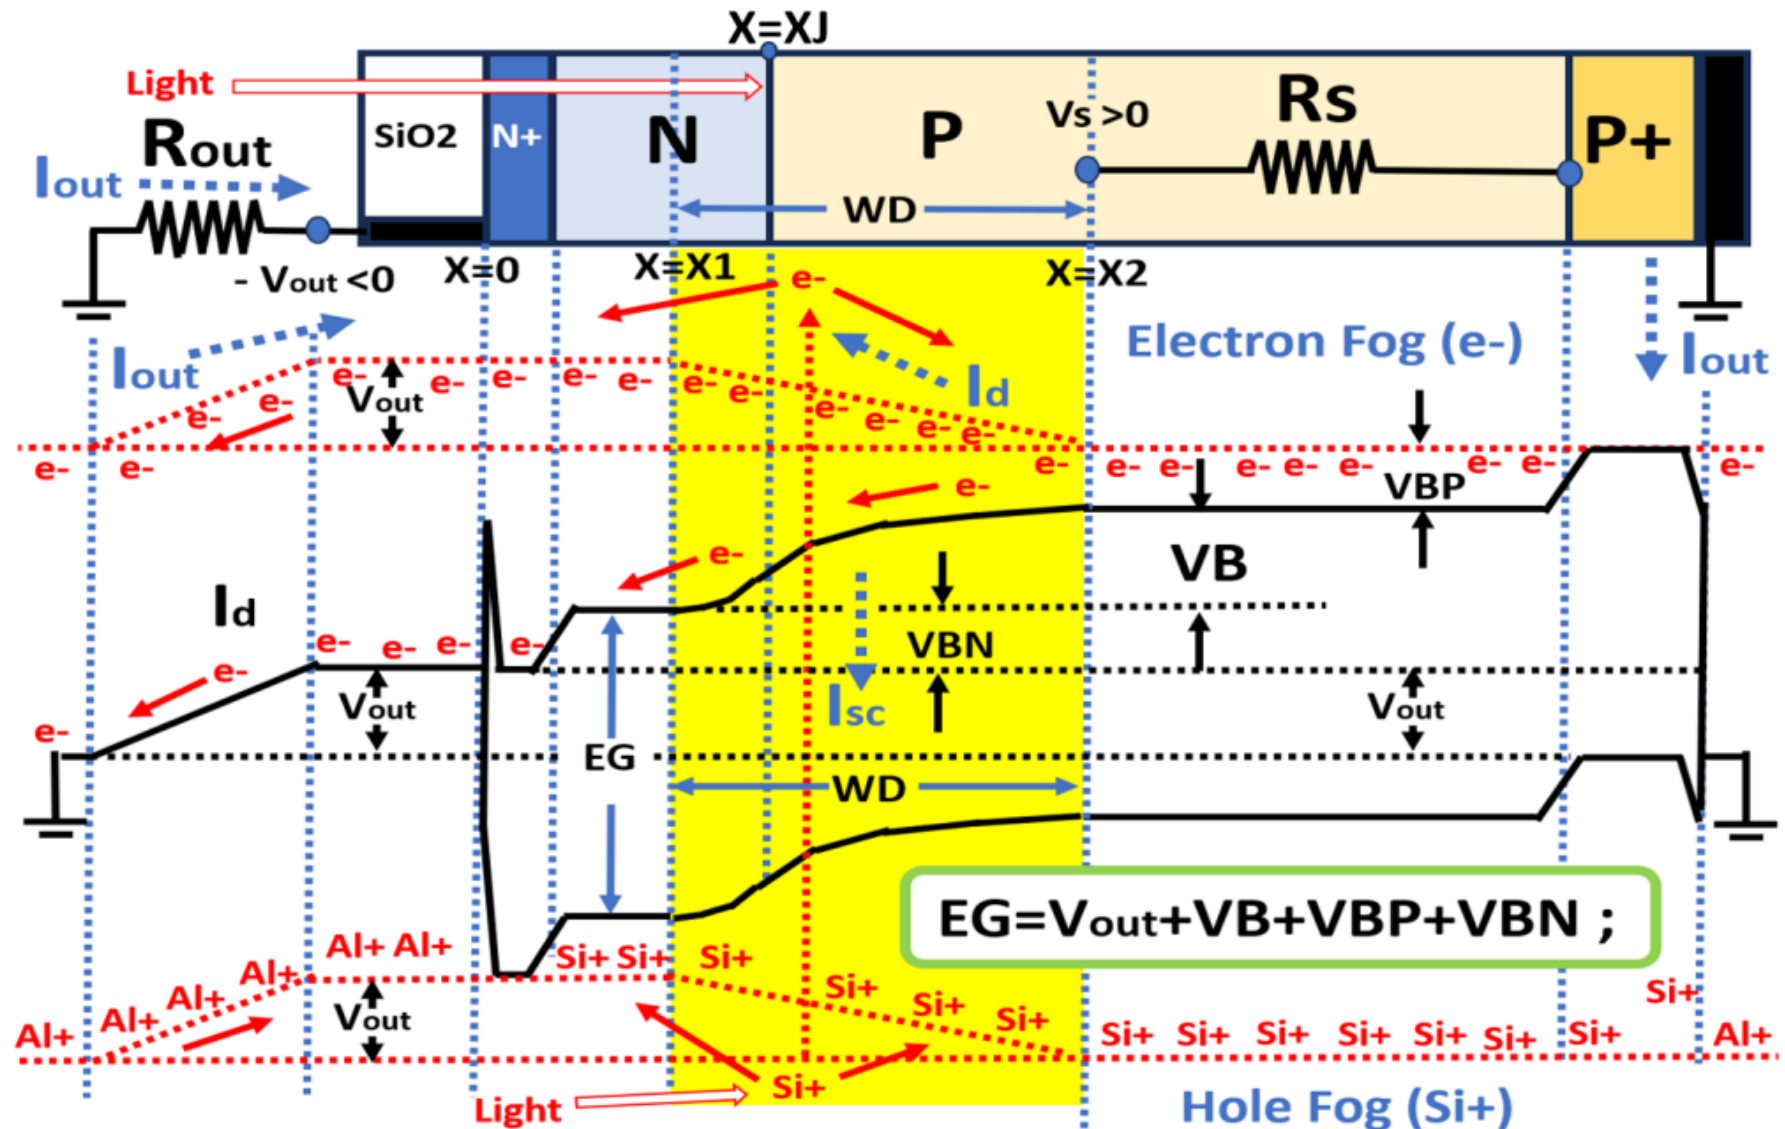 X=XJ
Light
SiO2
N+
N
P
Vs >0
Rs
P+
Rout
Iout
WD
- Vout <0
X=0
X=X1
X=X2
e-
Iout
Id
Electron Fog (e-)
Iout
e- e- e- e- e- e- e- e- e- e- e-
Vout
e- e-
e- e- e- e- e- e- e- e- e- e- e- e-
VBP
e-
e-
VB
Id
e- e- e- e-
VBN
e-
Vout
Isc
Vout
e-
EG
WD
EG=Vout+VB+VBP+VBN ;
Al+ Al+
Si+ Si+ Si+
Al+
Al+
Al+
Al+
Vout
Si+
Si+
Si+
Si+ Si+ Si+ Si+ Si+ Si+ Si+
Si+
Al+
Si+
Light
Hole Fog (Si+)